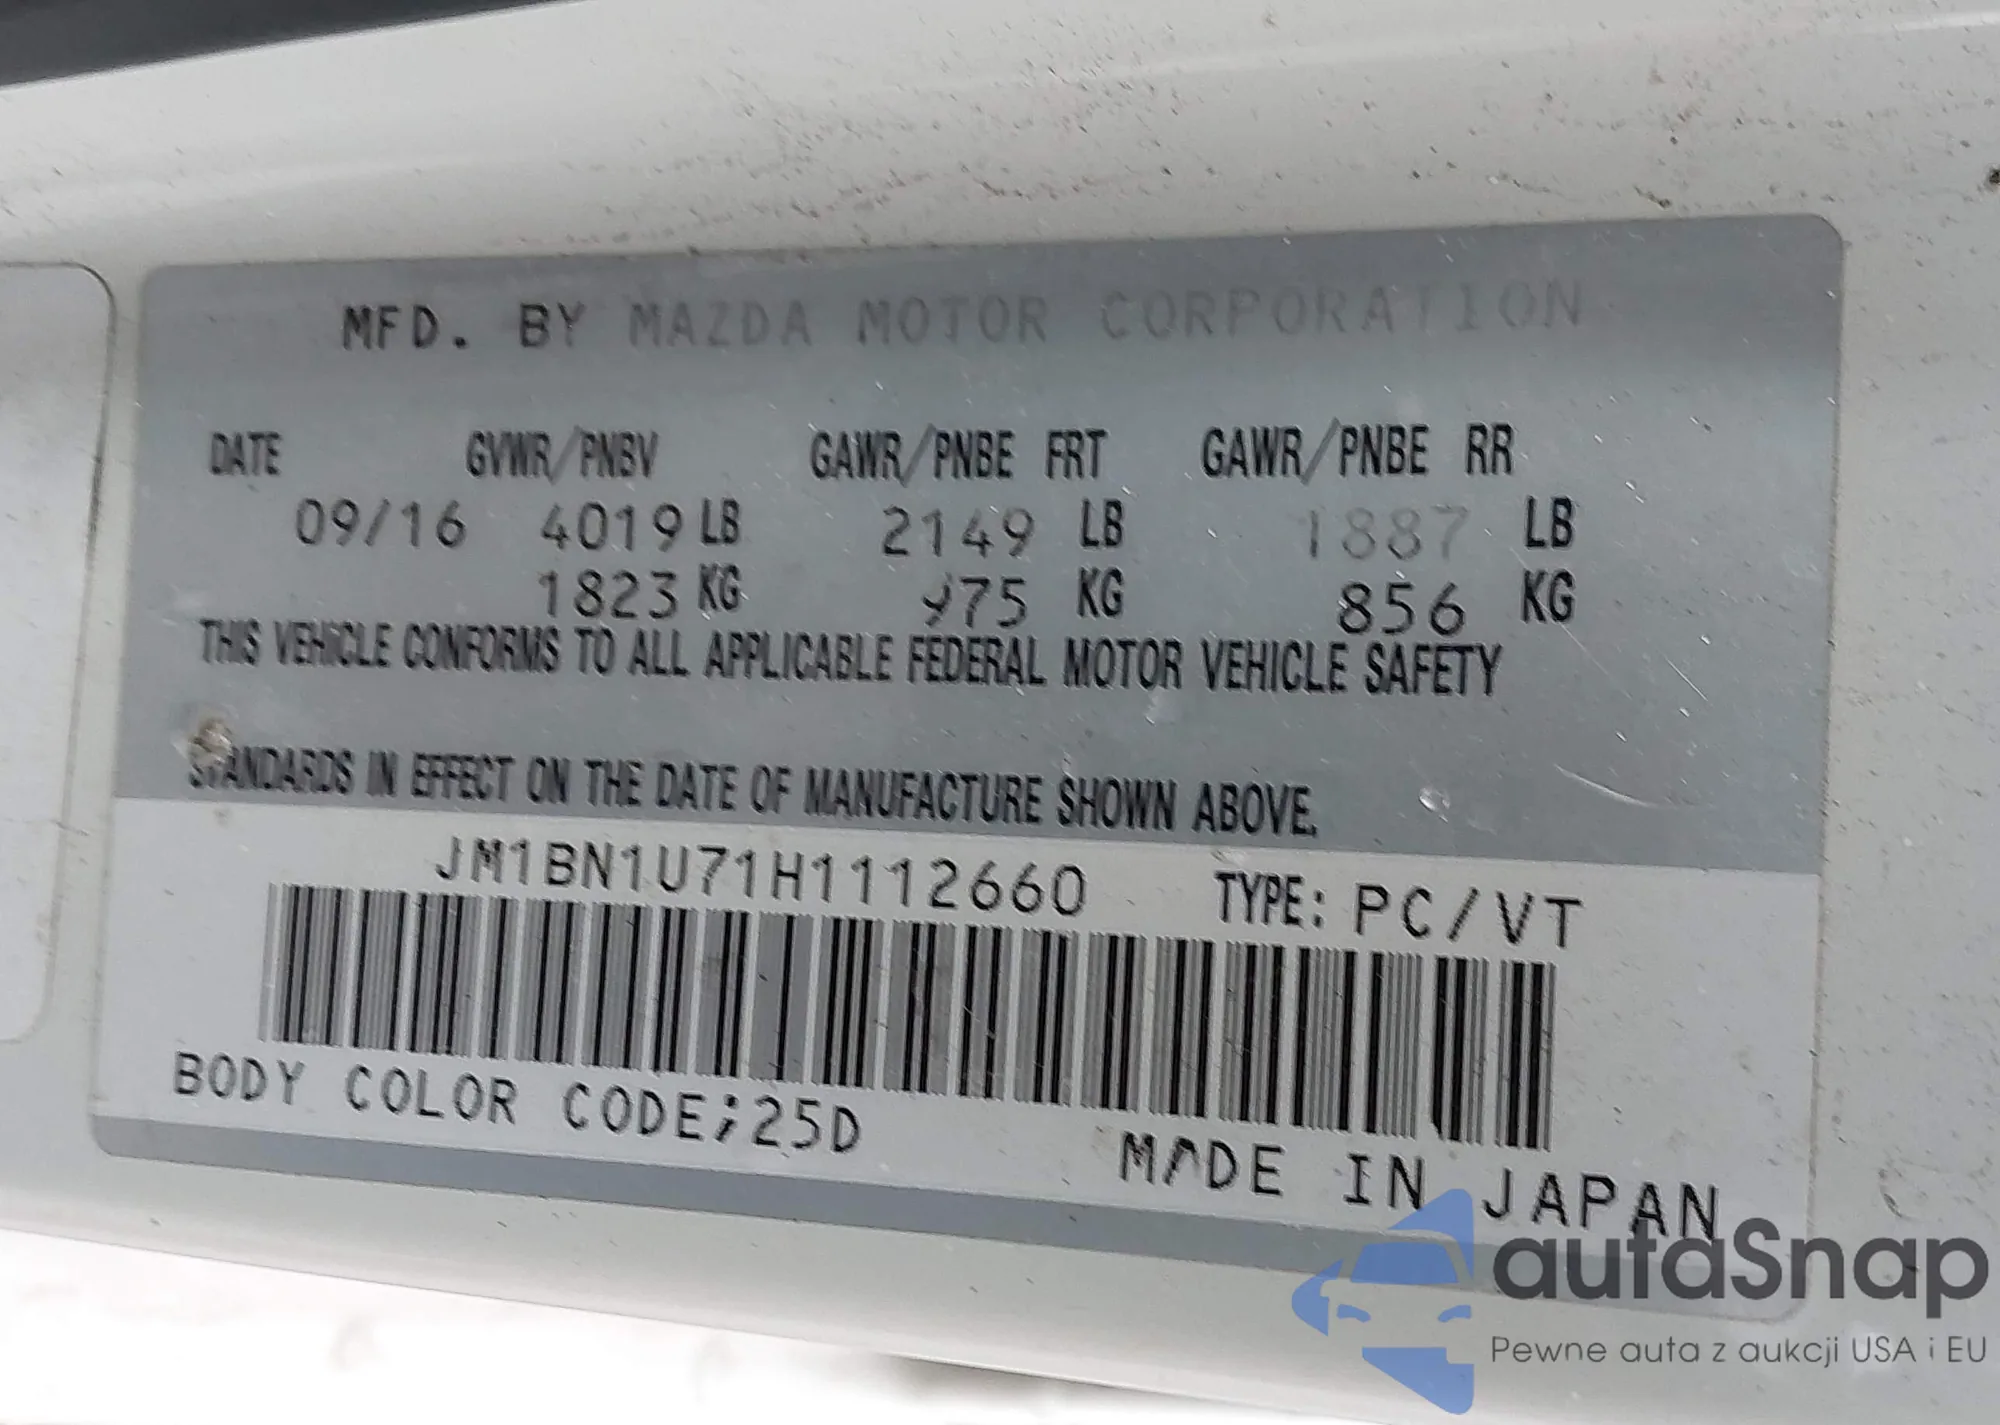 MFD. BY MAZDA MOTOR CORPORATION
DATE GVWR/PNBV GAWR/PNBE FRT GAWR/PNBE RR
09/16 4019 LB 2149 LB 1887 LB
1823 KG 975 KG 856 KG
THIS VEHICLE CONFORMS TO ALL APPLICABLE FEDERAL MOTOR VEHICLE SAFETY
STANDARDS IN EFFECT ON THE DATE OF MANUFACTURE SHOWN ABOVE.
JM1BN1U71H1112660 TYPE: PC/VT
BODY COLOR CODE;25D
MADE IN JAPAN
autaSnap
Pewne auta z aukcji USA i EU